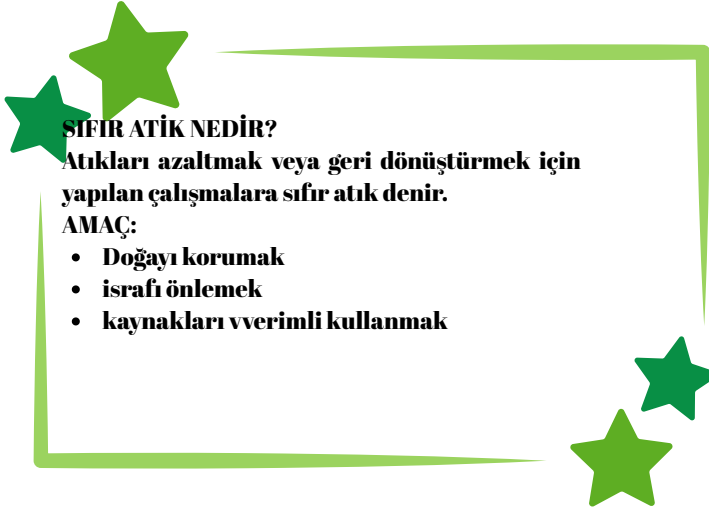 SIFIR ATİK NEDİR?
Atıkları azaltmak veya geri dönüştürmek için
yapılan çalışmalara sıfır atık denir.
AMAÇ:
• Doğayı korumak
• israfı önlemek
• kaynakları vverimli kullanmak